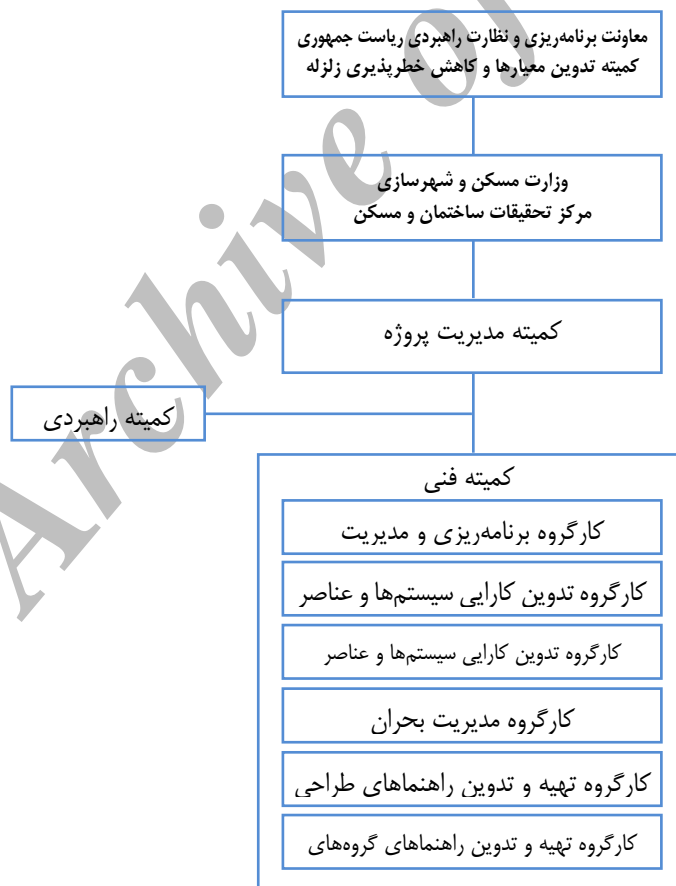 معاونت برنامه‌ریزی و نظارت راهبردی ریاست جمهوری
کمیته تدوین معیارها و کاهش خطرپذیری زلزله
وزارت مسکن و شهرسازی
مرکز تحقیقات ساختمان و مسکن
کمیته مدیریت پروژه
کمیته راهبردی
کمیته فنی
کارگروه برنامه‌ریزی و مدیریت
کارگروه تدوین کارایی سیستم‌ها و عناصر
کارگروه تدوین کارایی سیستم‌ها و عناصر
کارگروه مدیریت بحران
کارگروه تهیه و تدوین راهنماهای طراحی
کارگروه تهیه و تدوین راهنماهای گروه‌های
Archive of